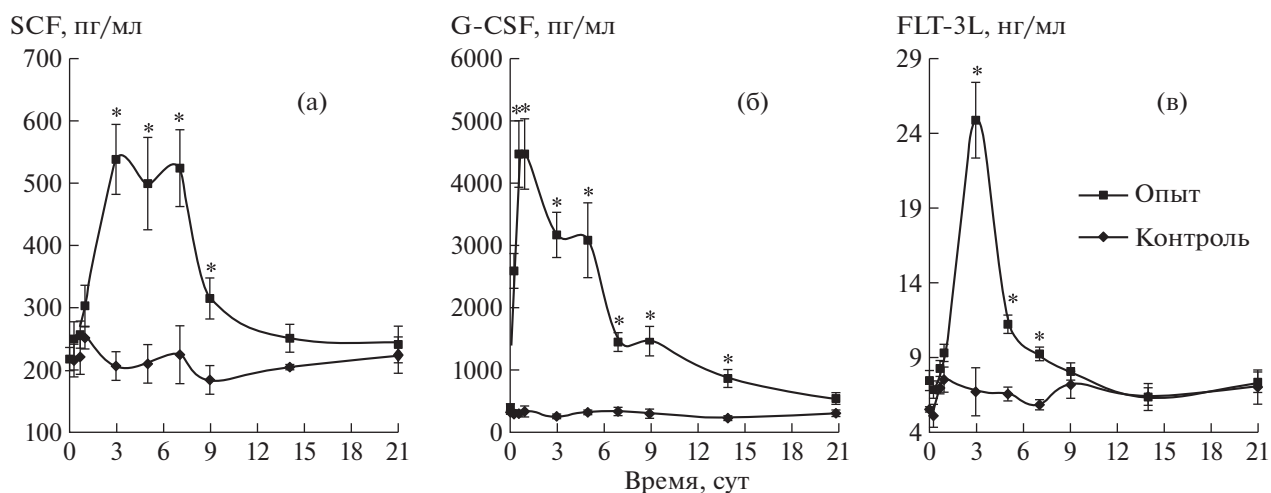 SCF, пг/мл
700
600
500
400
300
200
100
(а)
* * *
*
0 3 6 9 12 15 18 21
G-CSF, пг/мл
6000
5000
4000
3000
2000
1000
0
(б)
**
* *
* *
*
0 3 6 9 12 15 18 21
Время, сут
FLT-3L, нг/мл
29
24
19
14
9
4
(в)
*
*
*
Опыт
Контроль
0 3 6 9 12 15 18 21